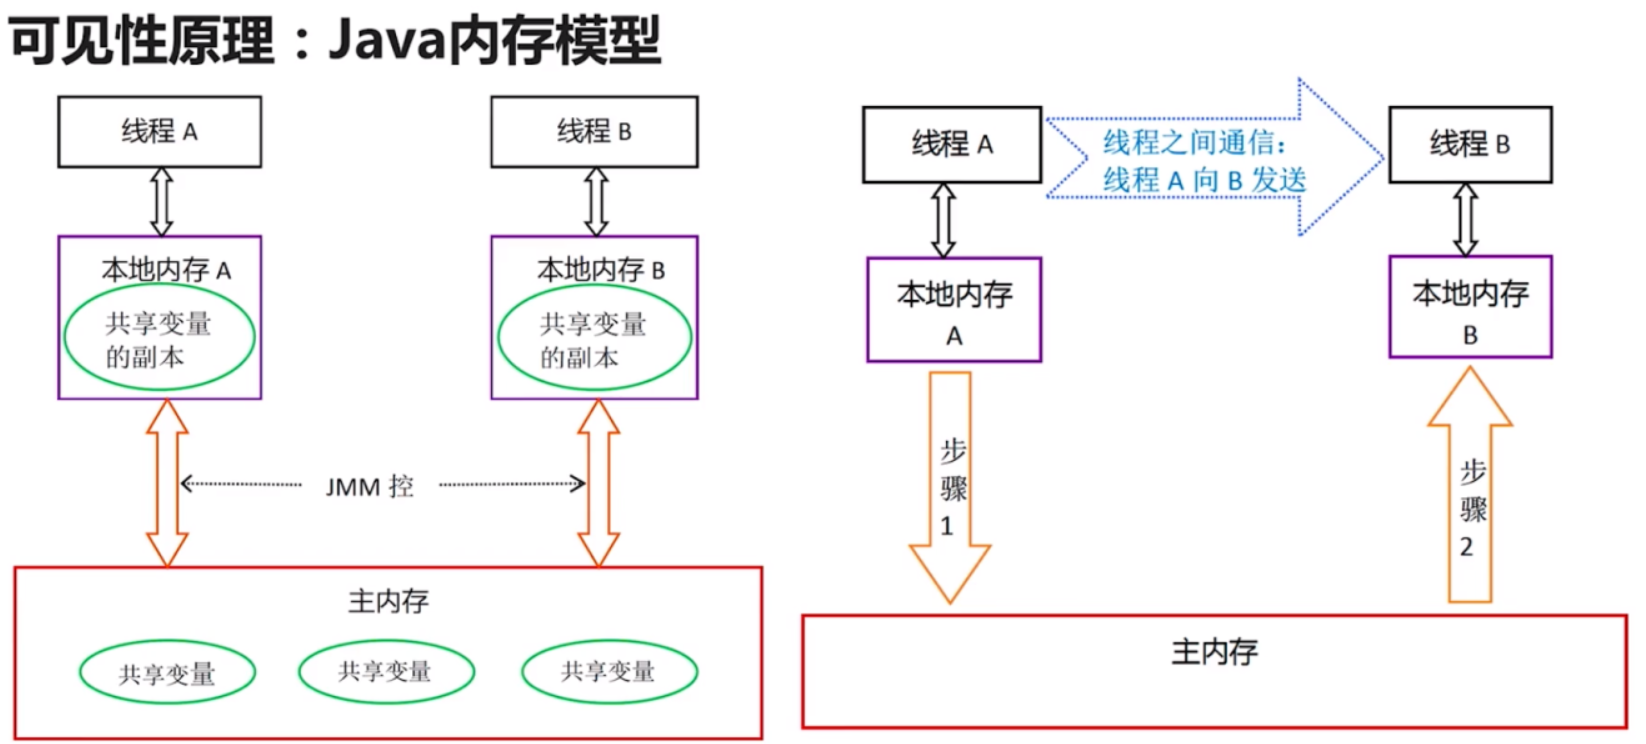 可见性原理：Java内存模型
线程 A
线程 B
本地内存 A
共享变量
的副本
本地内存 B
共享变量
的副本
JMM 控
主内存
共享变量
共享变量
共享变量
线程 A
线程之间通信：
线程 A 向 B 发送
线程 B
本地内存
A
本地内存
B
步
骤
1
步
骤
2
主内存